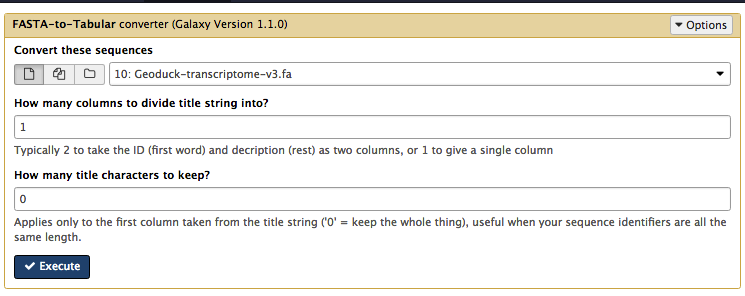 FASTA-to-Tabular converter (Galaxy Version 1.1.0)
Options
Convert these sequences
10: Geoduck-transcriptome-v3.fa
How many columns to divide title string into?
1
Typically 2 to take the ID (first word) and decription (rest) as two columns, or 1 to give a single column
How many title characters to keep?
0
Applies only to the first column taken from the title string ('0' = keep the whole thing), useful when your sequence identifiers are all the
same length.
Execute